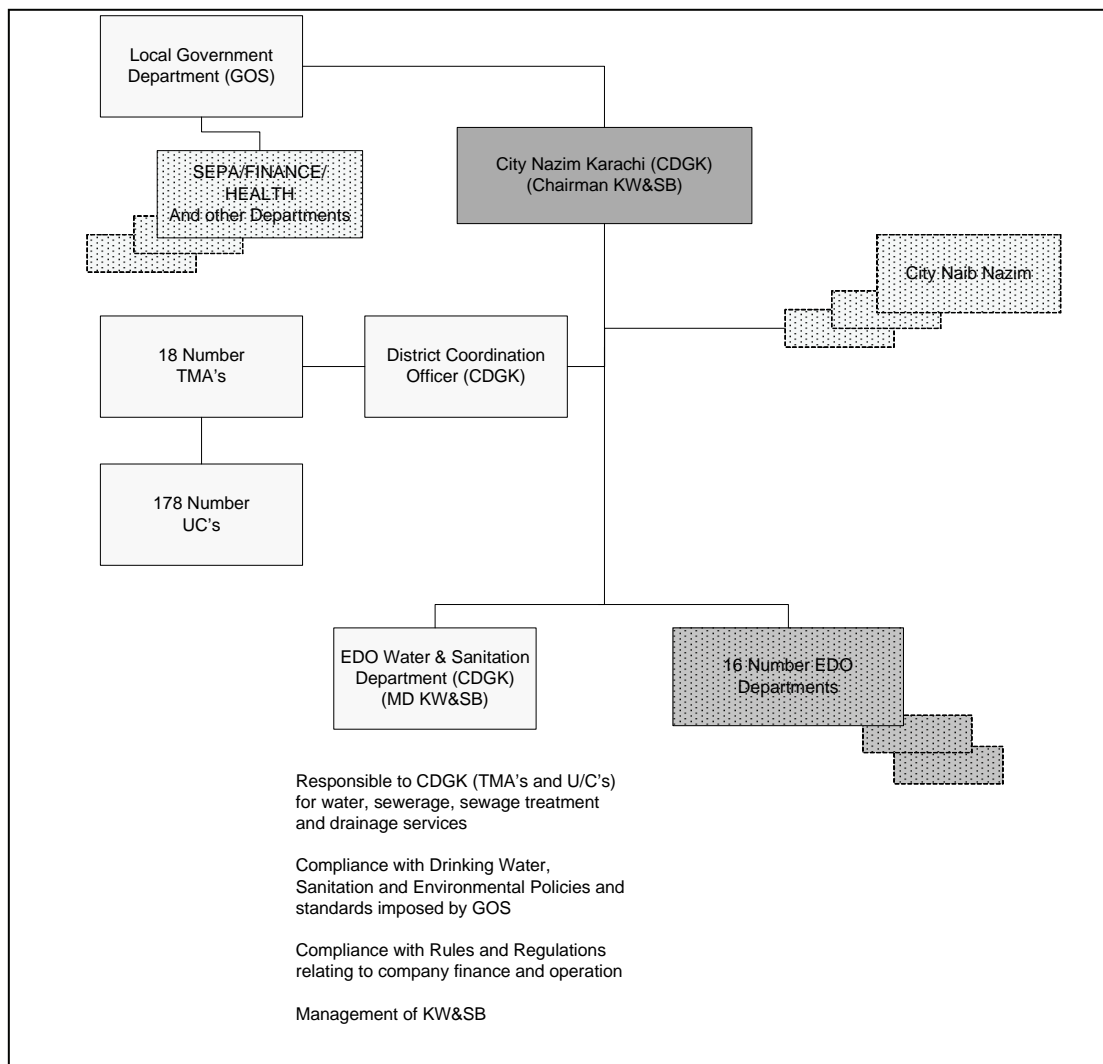 Local Government
Department (GOS)
City Nazim Karachi (CDGK)
(Chairman KW&SB)
SEPA/FINANCE/
HEALTH
And other Departments
City Naib Nazim
18 Number
TMA's
District Coordination
Officer (CDGK)
178 Number
UC's
EDO Water & Sanitation
Department (CDGK)
(MD KW&SB)
16 Number EDO
Departments
Responsible to CDGK (TMA's and U/C's)
for water, sewerage, sewage treatment
and drainage services
Compliance with Drinking Water,
Sanitation and Environmental Policies and
standards imposed by GOS
Compliance with Rules and Regulations
relating to company finance and operation
Management of KW&SB